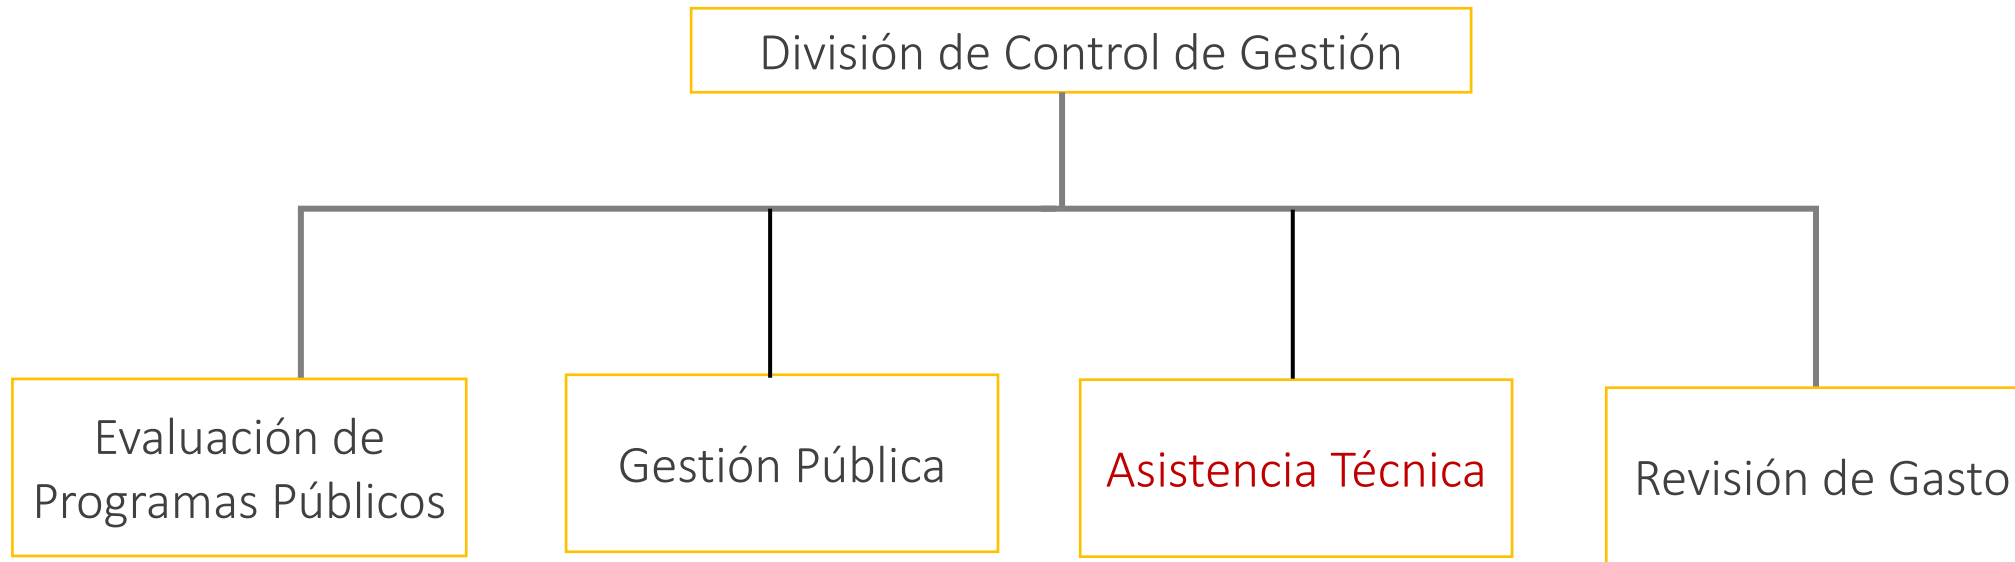 División de Control de Gestión
Evaluación de
Programas Públicos
Gestión Pública
Asistencia Técnica
Revisión de Gasto